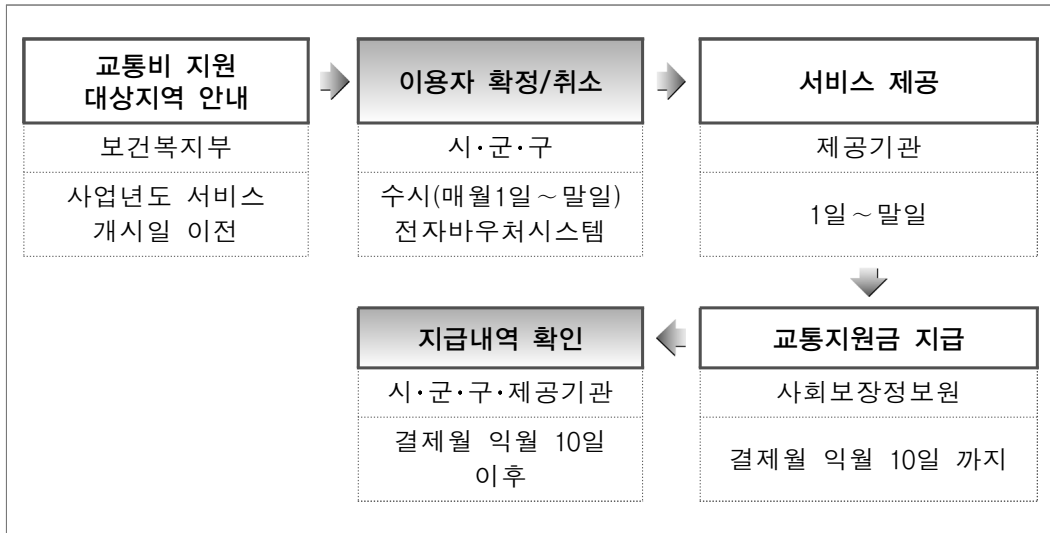 교통비 지원
대상지역 안내
보건복지부
사업년도 서비스
개시일 이전
이용자 확정/취소
시·군·구
수시(매월1일~말일)
전자바우처시스템
서비스 제공
제공기관
1일~말일
교통지원금 지급
사회보장정보원
결제월 익월 10일 까지
지급내역 확인
시·군·구·제공기관
결제월 익월 10일
이후